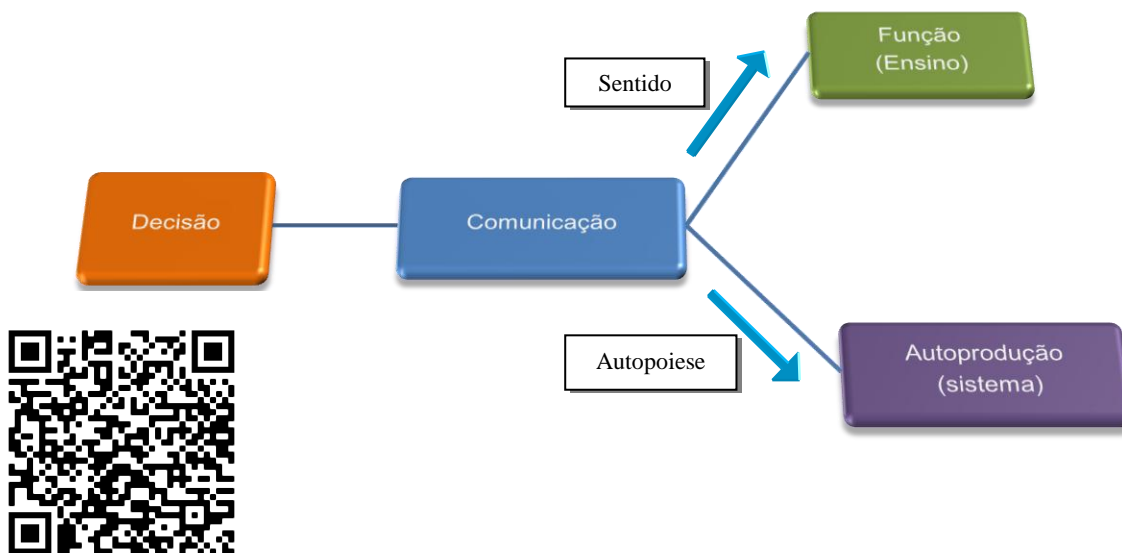 Função
(Ensino)
Sentido
Decisão
Comunicação
Autopoiese
Autoprodução
(sistema)